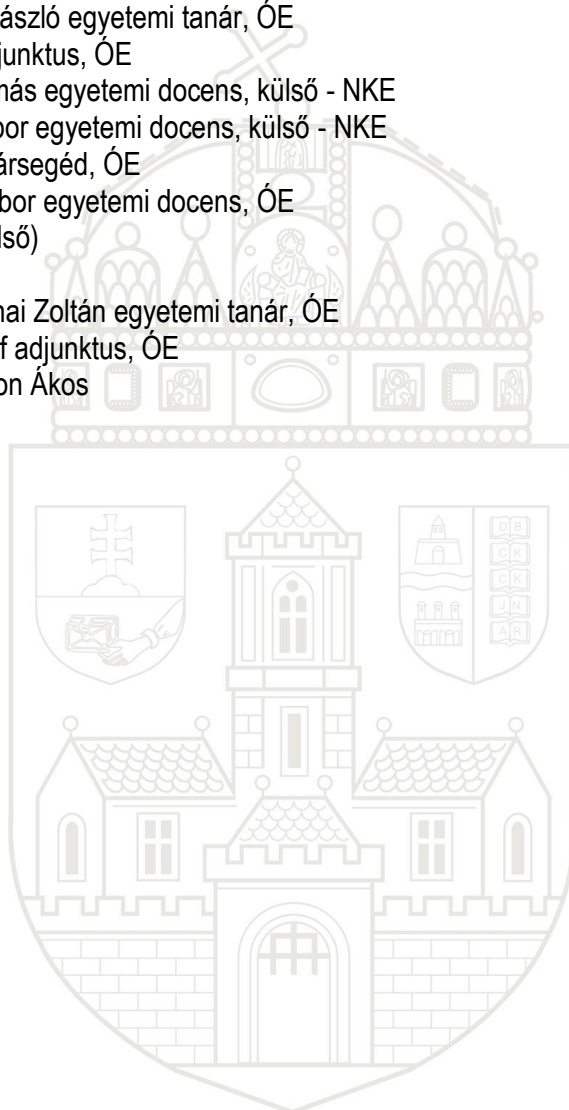 ászló egyetemi tanár, ÓE
junktus, ÓE
más egyetemi docens, külső - NKE
bor egyetemi docens, külső - NKE
ársegéd, ÓE
bor egyetemi docens, ÓE
lső)
nai Zoltán egyetemi tanár, ÓE
f adjunktus, ÓE
on Ákos
D B
C K
C K
J N
A R